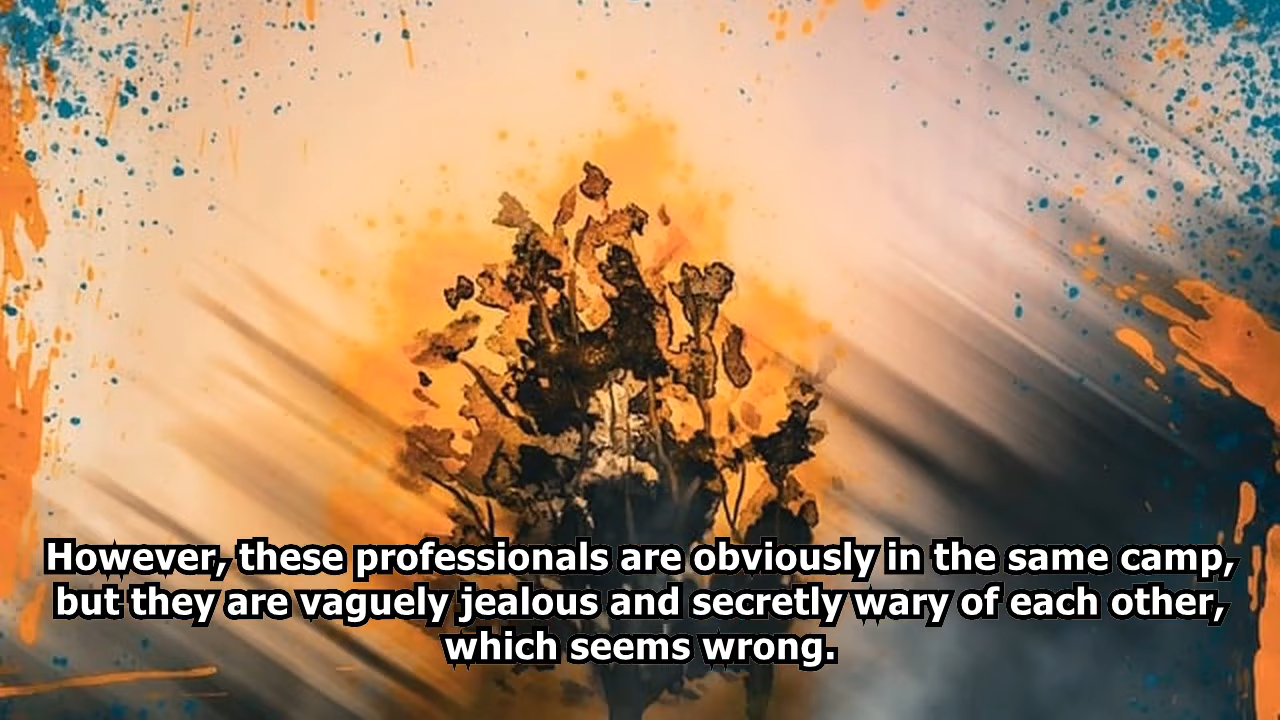 However, these professionals are obviously in the same camp,
but they are vaguely jealous and secretly wary of each other,
which seems wrong.